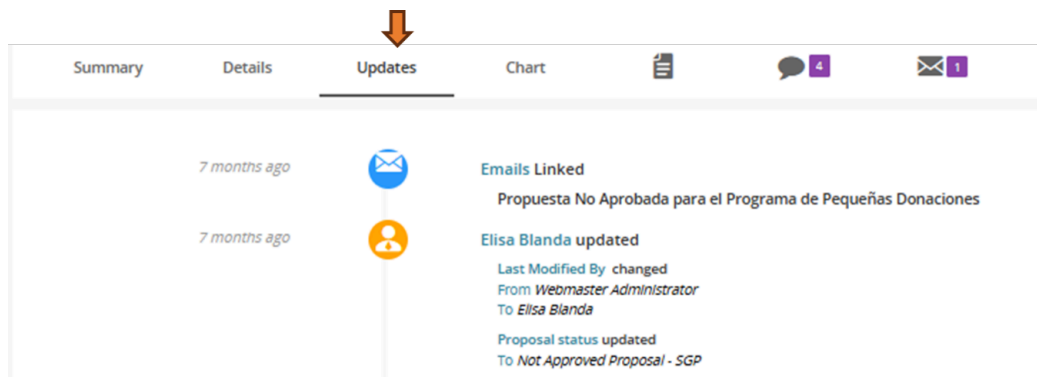 Summary Details Updates Chart 4 1
7 months ago Emails Linked
Propuesta No Aprobada para el Programa de Pequeñas Donaciones
7 months ago Elisa Blanda updated
Last Modified By changed
From Webmaster Administrator
To Elisa Blanda
Proposal status updated
To Not Approved Proposal - SGP